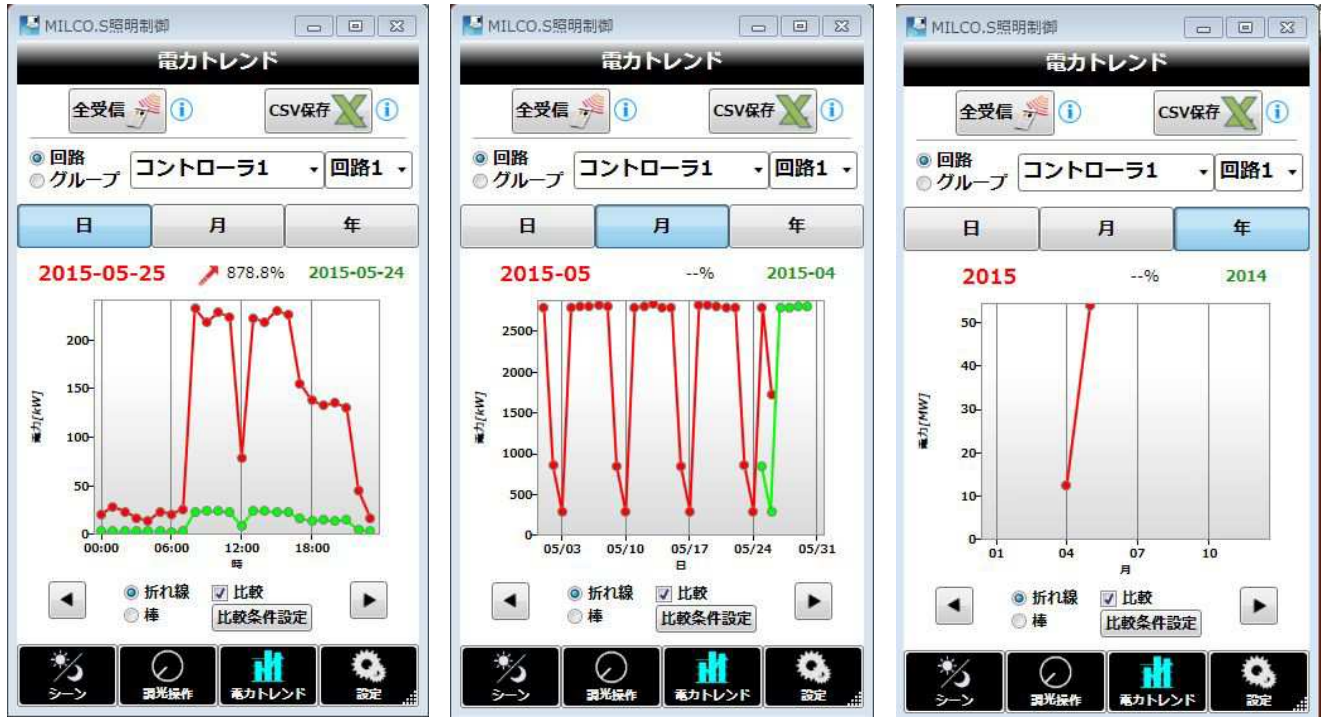 MILCO.S照明制御
電力トレンド
全受信
CSV保存
回路
グループ
コントローラ1
回路1
日
月
年
2015-05-25
878.8%
2015-05-24
電力[kW]
200
150
100
50
0
00:00
06:00
12:00
18:00
時
折れ線
棒
比較
比較条件設定
シーン
調光操作
電力トレンド
設定
MILCO.S照明制御
電力トレンド
全受信
CSV保存
回路
グループ
コントローラ1
回路1
日
月
年
2015-05
--%
2015-04
電力[kW]
2500
2000
1500
1000
500
0
05/03
05/10
05/17
05/24
05/31
日
折れ線
棒
比較
比較条件設定
シーン
調光操作
電力トレンド
設定
MILCO.S照明制御
電力トレンド
全受信
CSV保存
回路
グループ
コントローラ1
回路1
日
月
年
2015
--%
2014
電力[MW]
50
40
30
20
10
0
01
04
07
10
月
折れ線
棒
比較
比較条件設定
シーン
調光操作
電力トレンド
設定